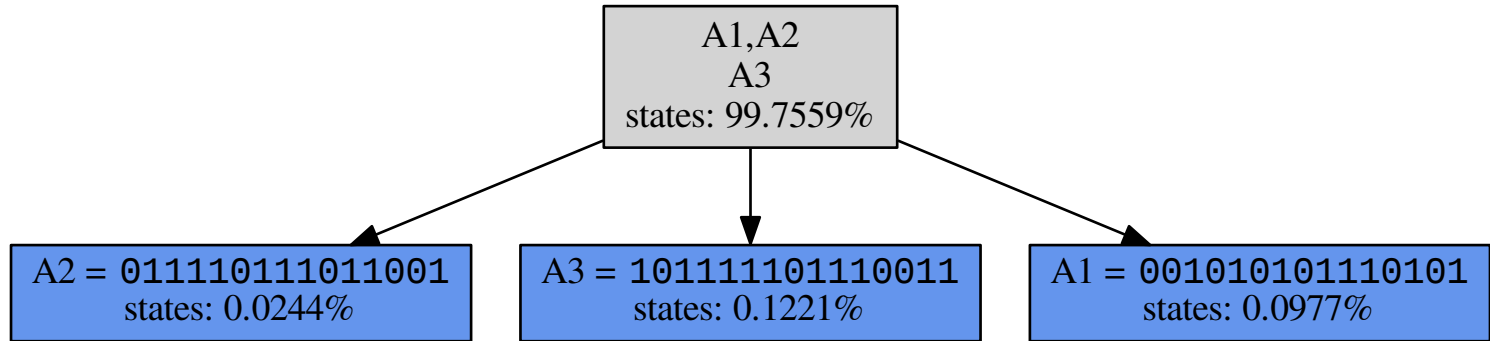 A1,A2
A3
states: 99.7559%
A2 = 011110111011001
states: 0.0244%
A3 = 101111101110011
states: 0.1221%
A1 = 001010101110101
states: 0.0977%